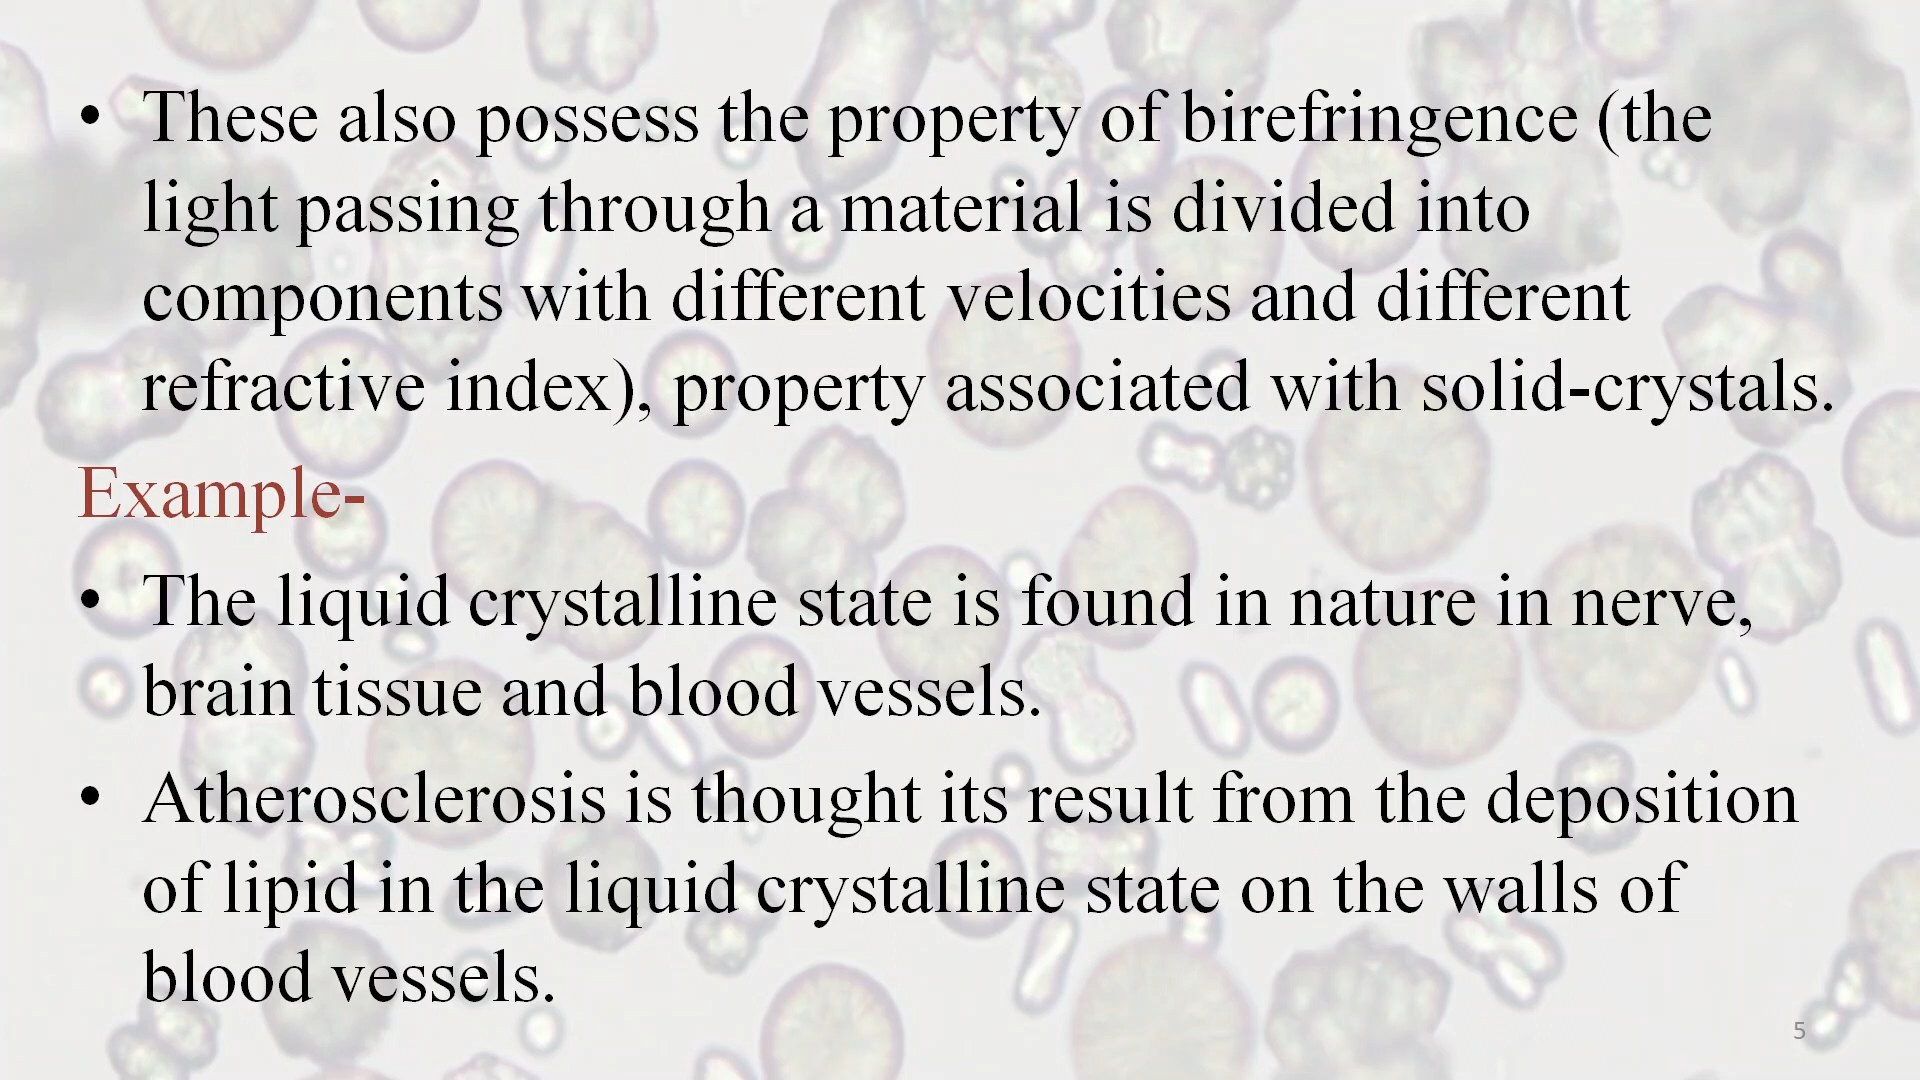 • These also possess the property of birefringence (the
light passing through a material is divided into
components with different velocities and different
refractive index), property associated with solid-crystals.
Example-
• The liquid crystalline state is found in nature in nerve,
brain tissue and blood vessels.
• Atherosclerosis is thought its result from the deposition
of lipid in the liquid crystalline state on the walls of
blood vessels.
5